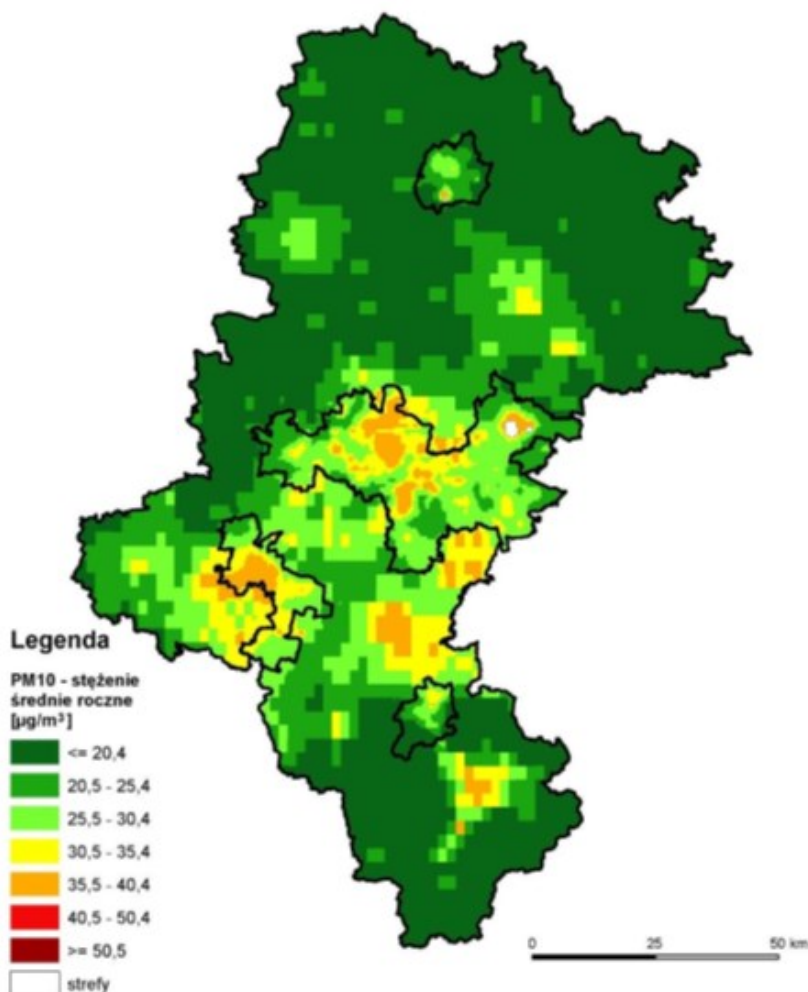 Legenda
PM10 - stężenie
średnie roczne
[µg/m³]
<= 20,4
20,5 - 25,4
25,5 - 30,4
30,5 - 35,4
35,5 - 40,4
40,5 - 50,4
>= 50,5
strefy
0 25 50 km